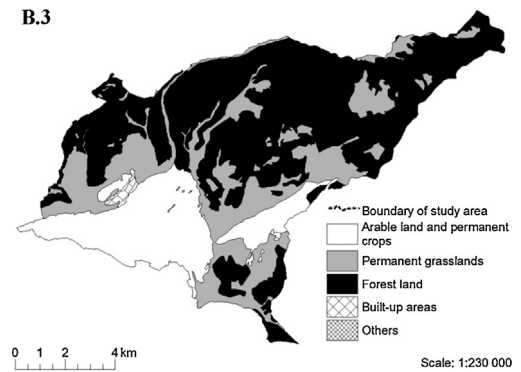 B.3
Boundary of study area
Arable land and permanent
crops
Permanent grasslands
Forest land
Built-up areas
Others
0 1 2 4 km
Scale: 1:230 000